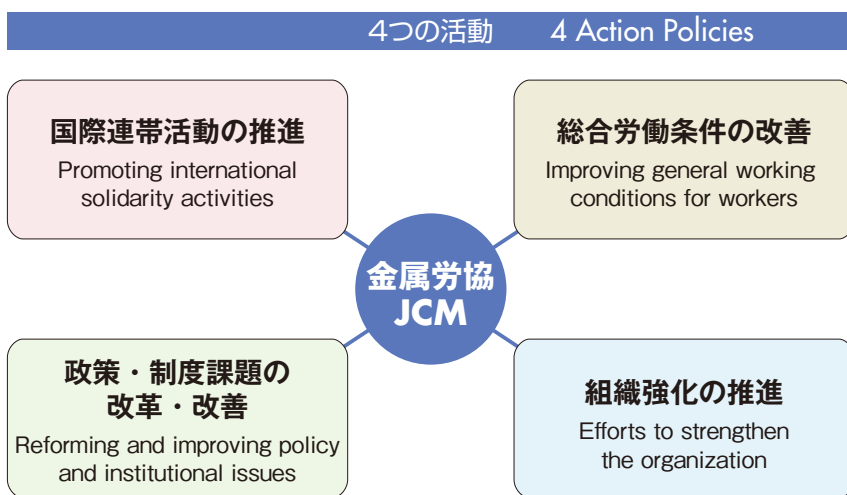 4つの活動 4 Action Policies
国際連帯活動の推進
Promoting international
solidarity activities
総合労働条件の改善
Improving general working
conditions for workers
金属労協
JCM
政策・制度課題の
改革・改善
Reforming and improving policy
and institutional issues
組織強化の推進
Efforts to strengthen
the organization